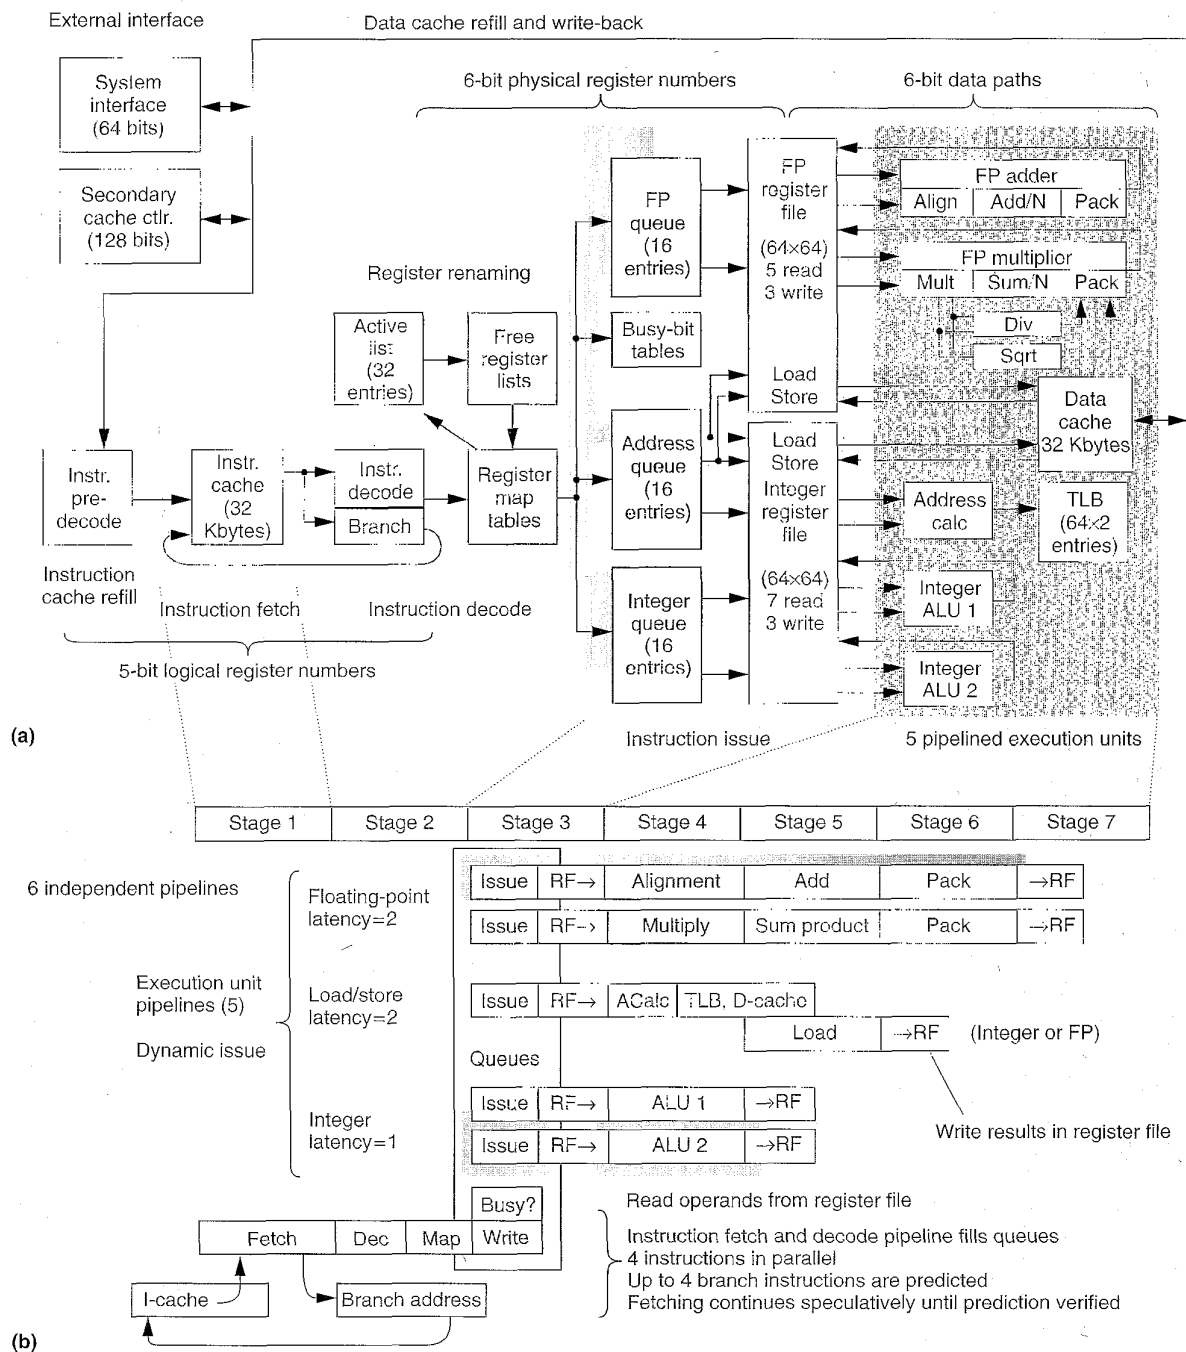 External interface
Data cache refill and write-back
System
interface
(64 bits)
Secondary
cache ctlr.
(128 bits)
6-bit physical register numbers
6-bit data paths
Register renaming
Active
list
(32
entries)
Free
register
lists
FP
queue
(16
entries)
Busy-bit
tables
FP
register
file
(64×64)
5 read
3 write
Load
Store
FP adder
Align
Add/N
Pack
FP multiplior
Mult
Sum/N
Pack
Div
Sqrt
Data
cache
32 Kbytes
Instr.
pre-
decode
Instr.
cache
(32
Kbytes)
Instr.
decode
Branch
Register
map
tables
Address
queue
(16
entries)
Load
Store
Integer
register
file
(64×64)
7 read
3 write
Address
calc
TLB
(64×2
entries)
Integer
ALU 1
Integer
ALU 2
Integer
queue
(16
entries)
Instruction
cache refill
Instruction fetch
Instruction decode
5-bit logical register numbers
(a)
Instruction issue
5 pipelined execution units
Stage 1
Stage 2
Stage 3
Stage 4
Stage 5
Stage 6
Stage 7
6 independent pipelines
Floating-point
latency=2
Issue
RF→
Alignment
Add
Pack
→RF
Issue
RF→
Multiply
Sum product
Pack
→RF
Execution unit
pipelines (5)
Dynamic issue
Load/store
latency=2
Issue
RF→
ACalc
TLB, D-cache
Load
→RF
(Integer or FP)
Queues
Integer
latency=1
Issue
RF→
ALU 1
→RF
Issue
RF→
ALU 2
→RF
Write results in register file
Busy?
Fetch
Dec
Map
Write
Read operands from register file
Instruction fetch and decode pipeline fills queues
4 instructions in parallel
Up to 4 branch instructions are predicted
Fetching continues speculatively until prediction verified
I-cache
Branch address
(b)